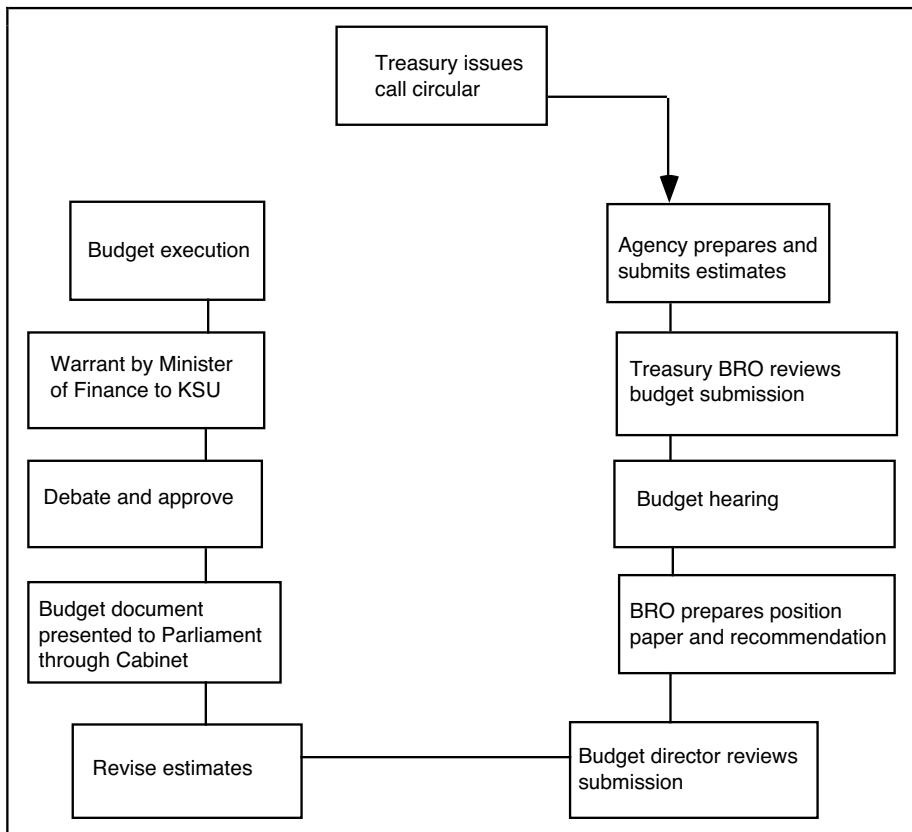 Treasury issues
call circular
Agency prepares and
submits estimates
Treasury BRO reviews
budget submission
Budget hearing
BRO prepares position
paper and recommendation
Budget director reviews
submission
Revise estimates
Budget document
presented to Parliament
through Cabinet
Debate and approve
Warrant by Minister
of Finance to KSU
Budget execution